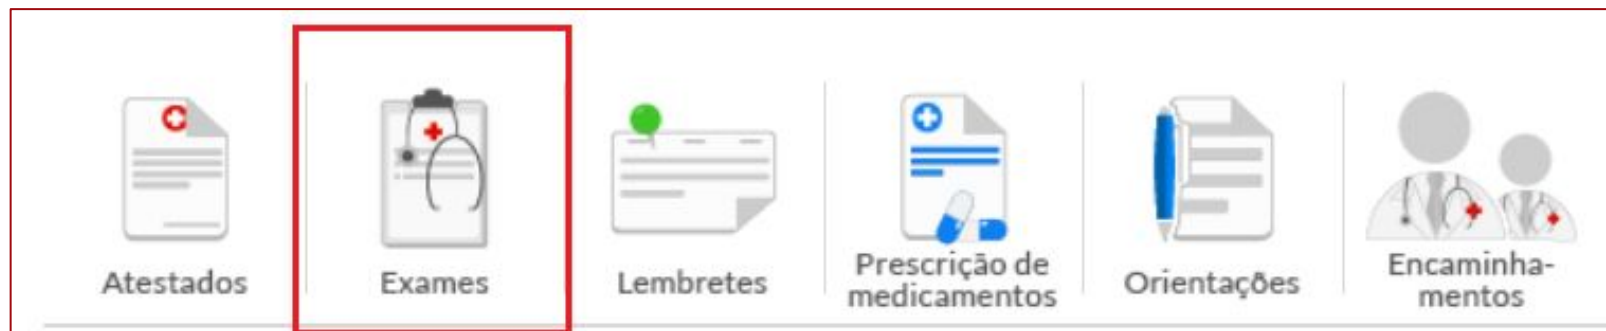 Atestados
Exames
Lembretes
Prescrição de
medicamentos
Orientações
Encaminha-
mentos